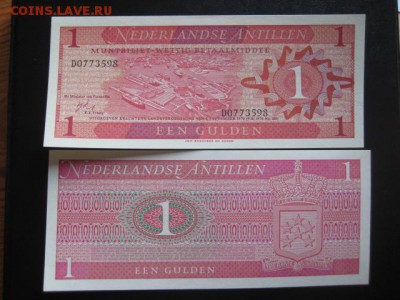 COINS.LAVE.RU
NEDERLANDSE ANTILLEN
1
MUNTBILJET-WETTIG BETAALMIDDEL
D0773598
1
D0773598
1
1
EEN GULDEN
NEDERLANDSE ANTILLEN
1
1
1
EEN GULDEN